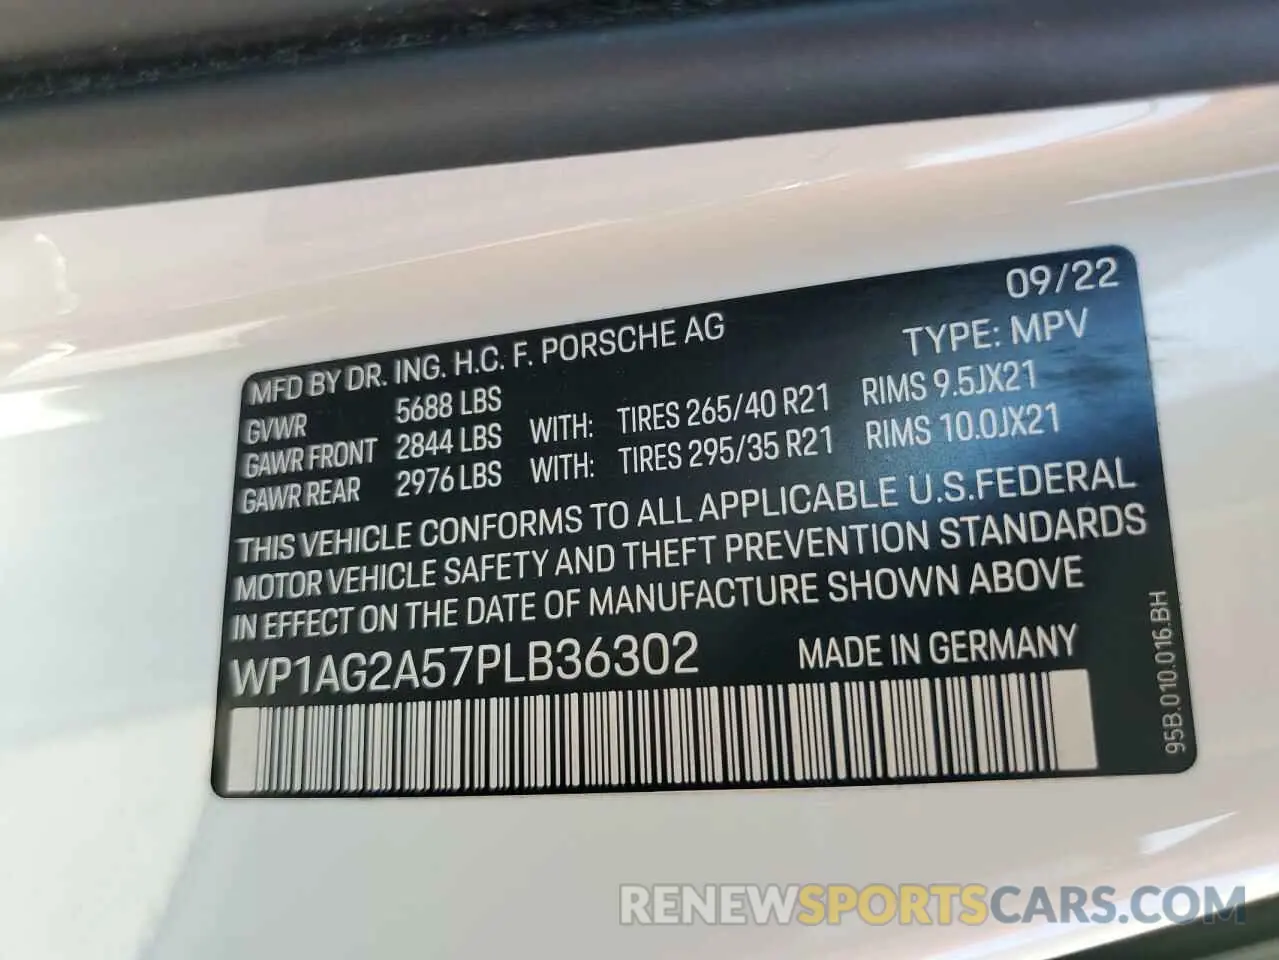 09/22
MFD BY DR. ING. H.C. F. PORSCHE AG TYPE: MPV
GVWR 5688 LBS
GAWR FRONT 2844 LBS WITH: TIRES 265/40 R21 RIMS 9.5JX21
GAWR REAR 2976 LBS WITH: TIRES 295/35 R21 RIMS 10.0JX21
THIS VEHICLE CONFORMS TO ALL APPLICABLE U.S.FEDERAL
MOTOR VEHICLE SAFETY AND THEFT PREVENTION STANDARDS
IN EFFECT ON THE DATE OF MANUFACTURE SHOWN ABOVE
WP1AG2A57PLB36302 MADE IN GERMANY
95B.010.016.BH
RENEWSPORTSCARS.COM